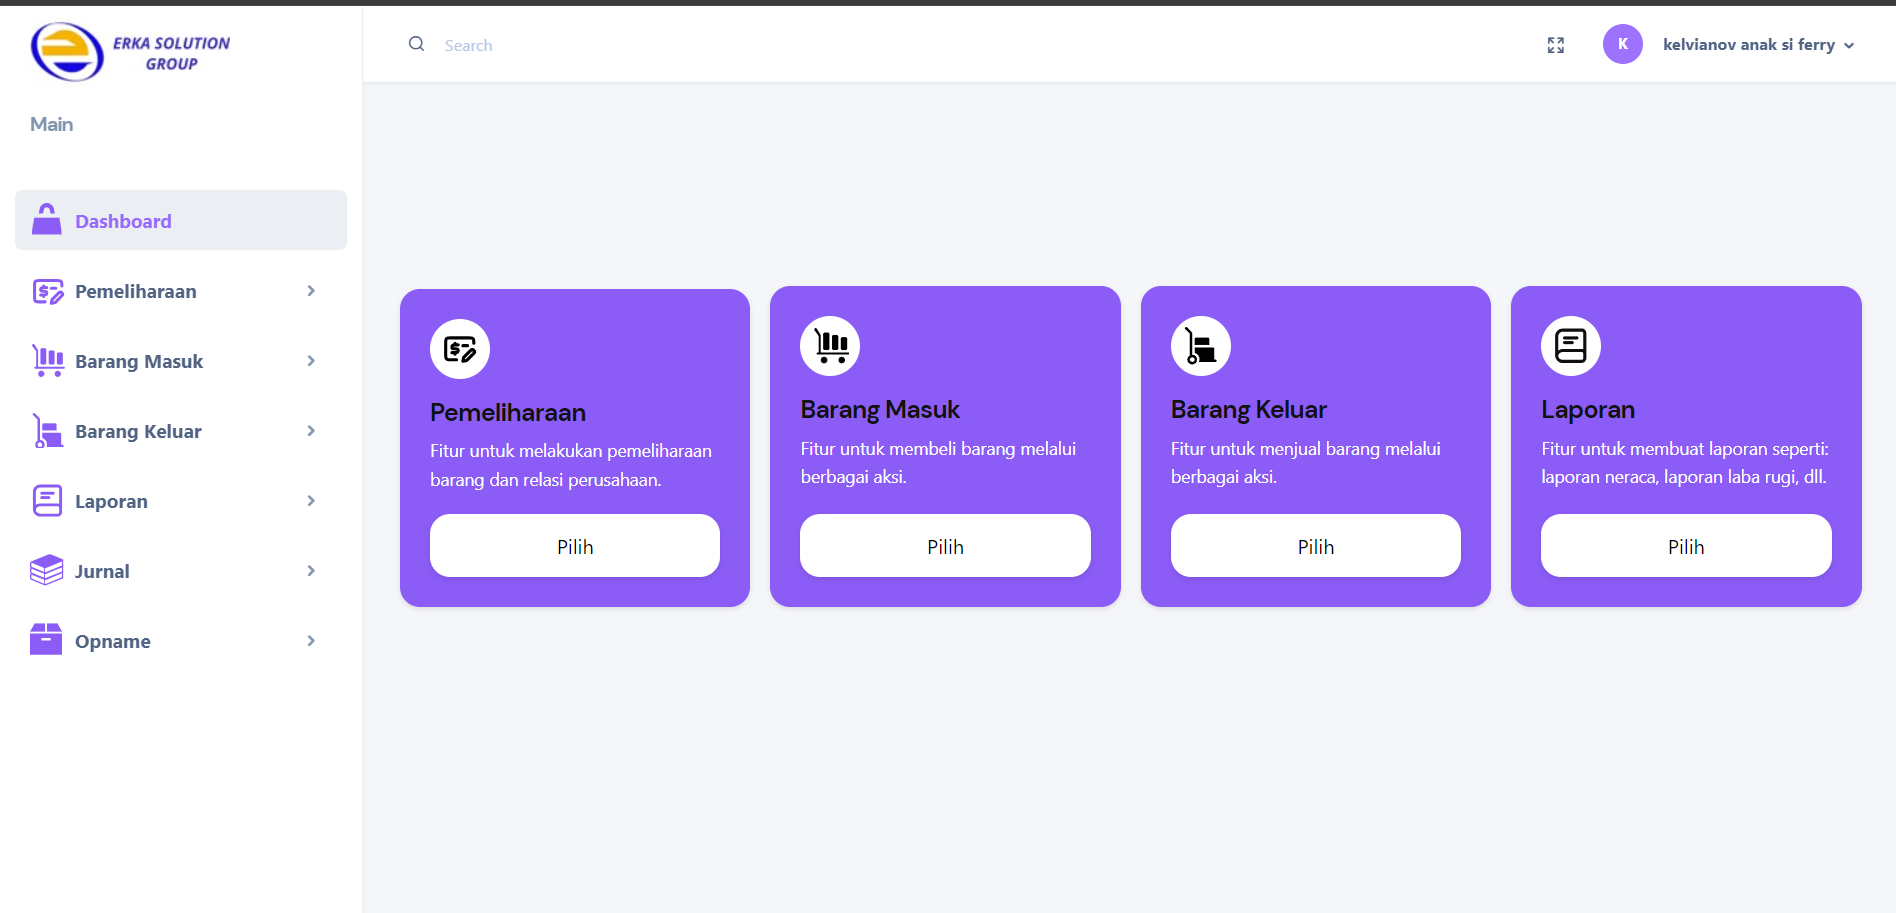 ERKA SOLUTION
GROUP
Search
K
kelvianov anak si ferry
Main
Dashboard
Pemeliharaan
Barang Masuk
Barang Keluar
Laporan
Jurnal
Opname
Pemeliharaan
Fitur untuk melakukan pemeliharaan
barang dan relasi perusahaan.
Pilih
Barang Masuk
Fitur untuk membeli barang melalui
berbagai aksi.
Pilih
Barang Keluar
Fitur untuk menjual barang melalui
berbagai aksi.
Pilih
Laporan
Fitur untuk membuat laporan seperti:
laporan neraca, laporan laba rugi, dll.
Pilih